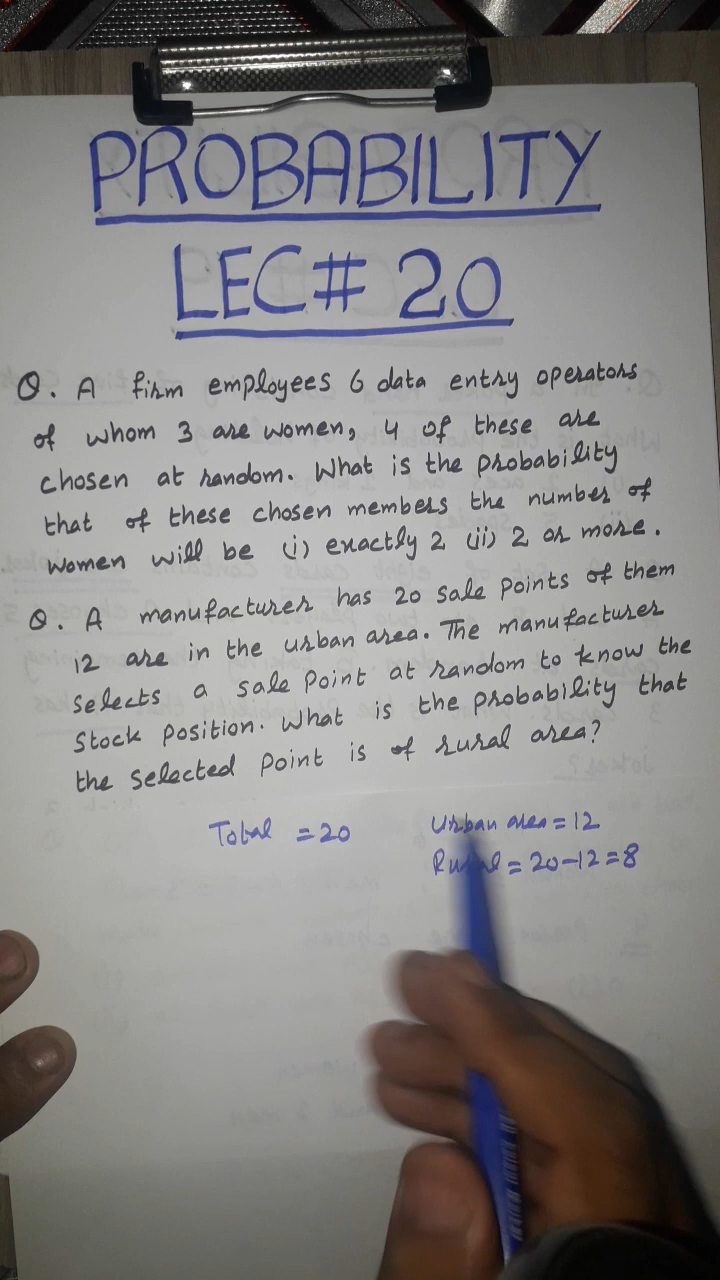 PROBABILITY
LEC# 20
Q. A firm employees 6 data entry operators
of whom 3 are women, 4 of these are
chosen at random. What is the probability
that of these chosen members the number of
women will be (i) exactly 2 (ii) 2 or more.
Q. A manufacturer has 20 sale points of them
12 are in the urban area. The manufacturer
selects a sale point at random to know the
stock position. What is the probability that
the selected point is of rural area?
Total = 20
Urban area = 12
Rural = 20-12=8